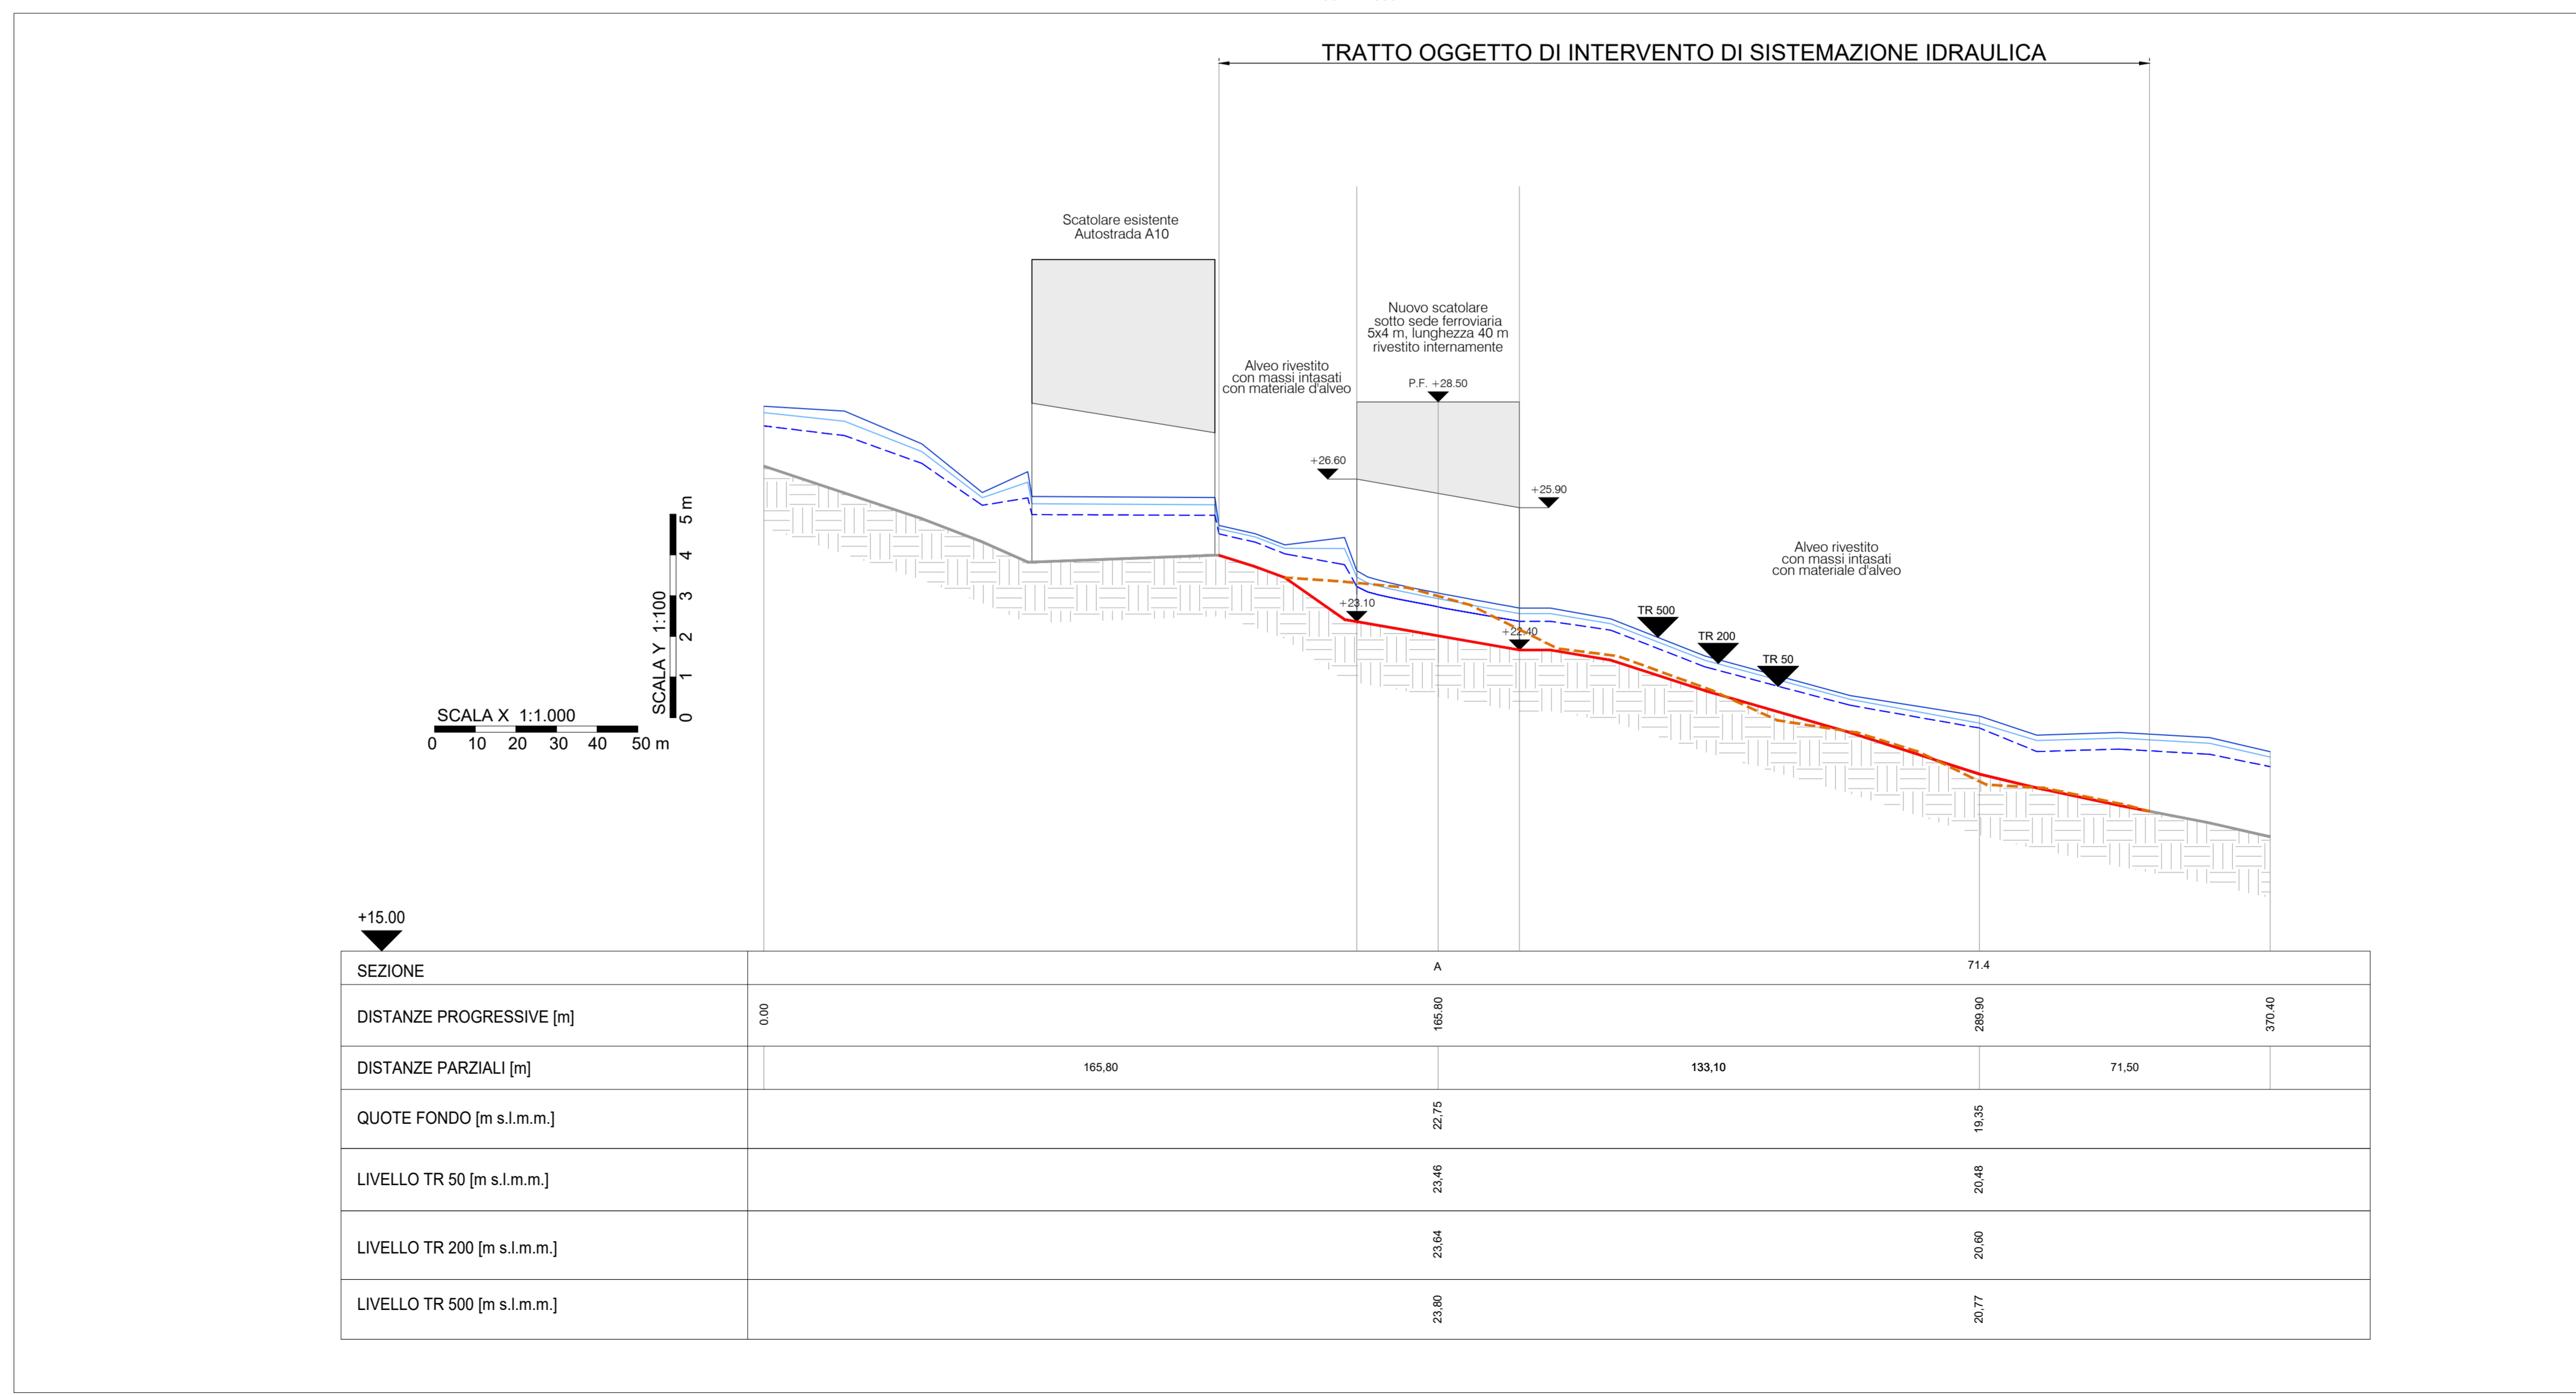 TRATTO OGGETTO DI INTERVENTO DI SISTEMAZIONE IDRAULICA
Scatolare esistente
Autostrada A10
Nuovo scatolare
sotto sede ferroviaria
5x4 m, lunghezza 40 m
rivestito internamente
Alveo rivestito
con massi intasati
con materiale d'alveo
P.F. +28.50
+26.60
+25.90
Alveo rivestito
con massi intasati
con materiale d'alveo
+23.10
+22.40
TR 500
TR 200
TR 50
SCALA Y 1:100
0 1 2 3 4 5 m
SCALA X 1:1.000
0 10 20 30 40 50 m
+15.00
SEZIONE A 71.4
DISTANZE PROGRESSIVE [m] 0.00 165.80 289.90 370.40
DISTANZE PARZIALI [m] 165,80 133,10 71,50
QUOTE FONDO [m s.l.m.m.] 22,75 19,35
LIVELLO TR 50 [m s.l.m.m.] 23,46 20,48
LIVELLO TR 200 [m s.l.m.m.] 23,64 20,60
LIVELLO TR 500 [m s.l.m.m.] 23,80 20,77